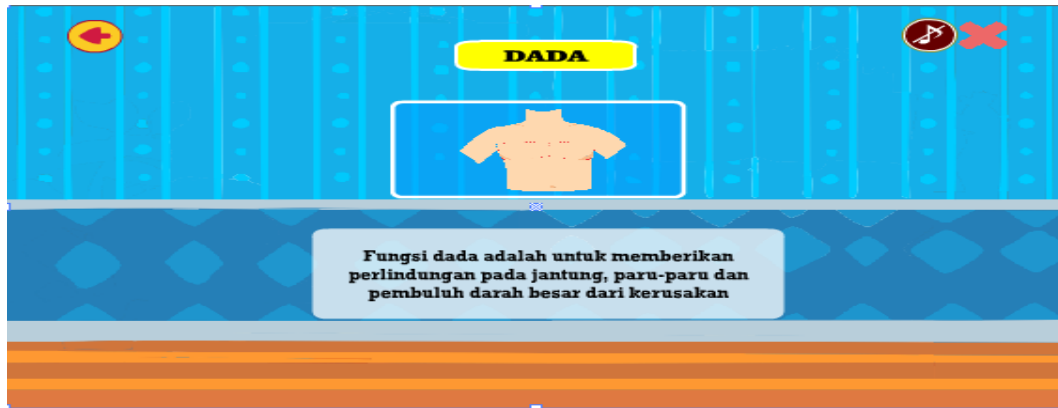 DADA
Fungsi dada adalah untuk memberikan
perlindungan pada jantung, paru-paru dan
pembuluh darah besar dari kerusakan